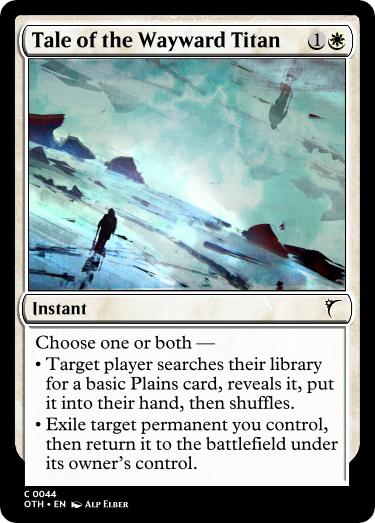 Tale of the Wayward Titan 1
Instant
Choose one or both —
• Target player searches their library
for a basic Plains card, reveals it, put
it into their hand, then shuffles.
• Exile target permanent you control,
then return it to the battlefield under
its owner's control.
C 0044
OTH • EN Alp Elber